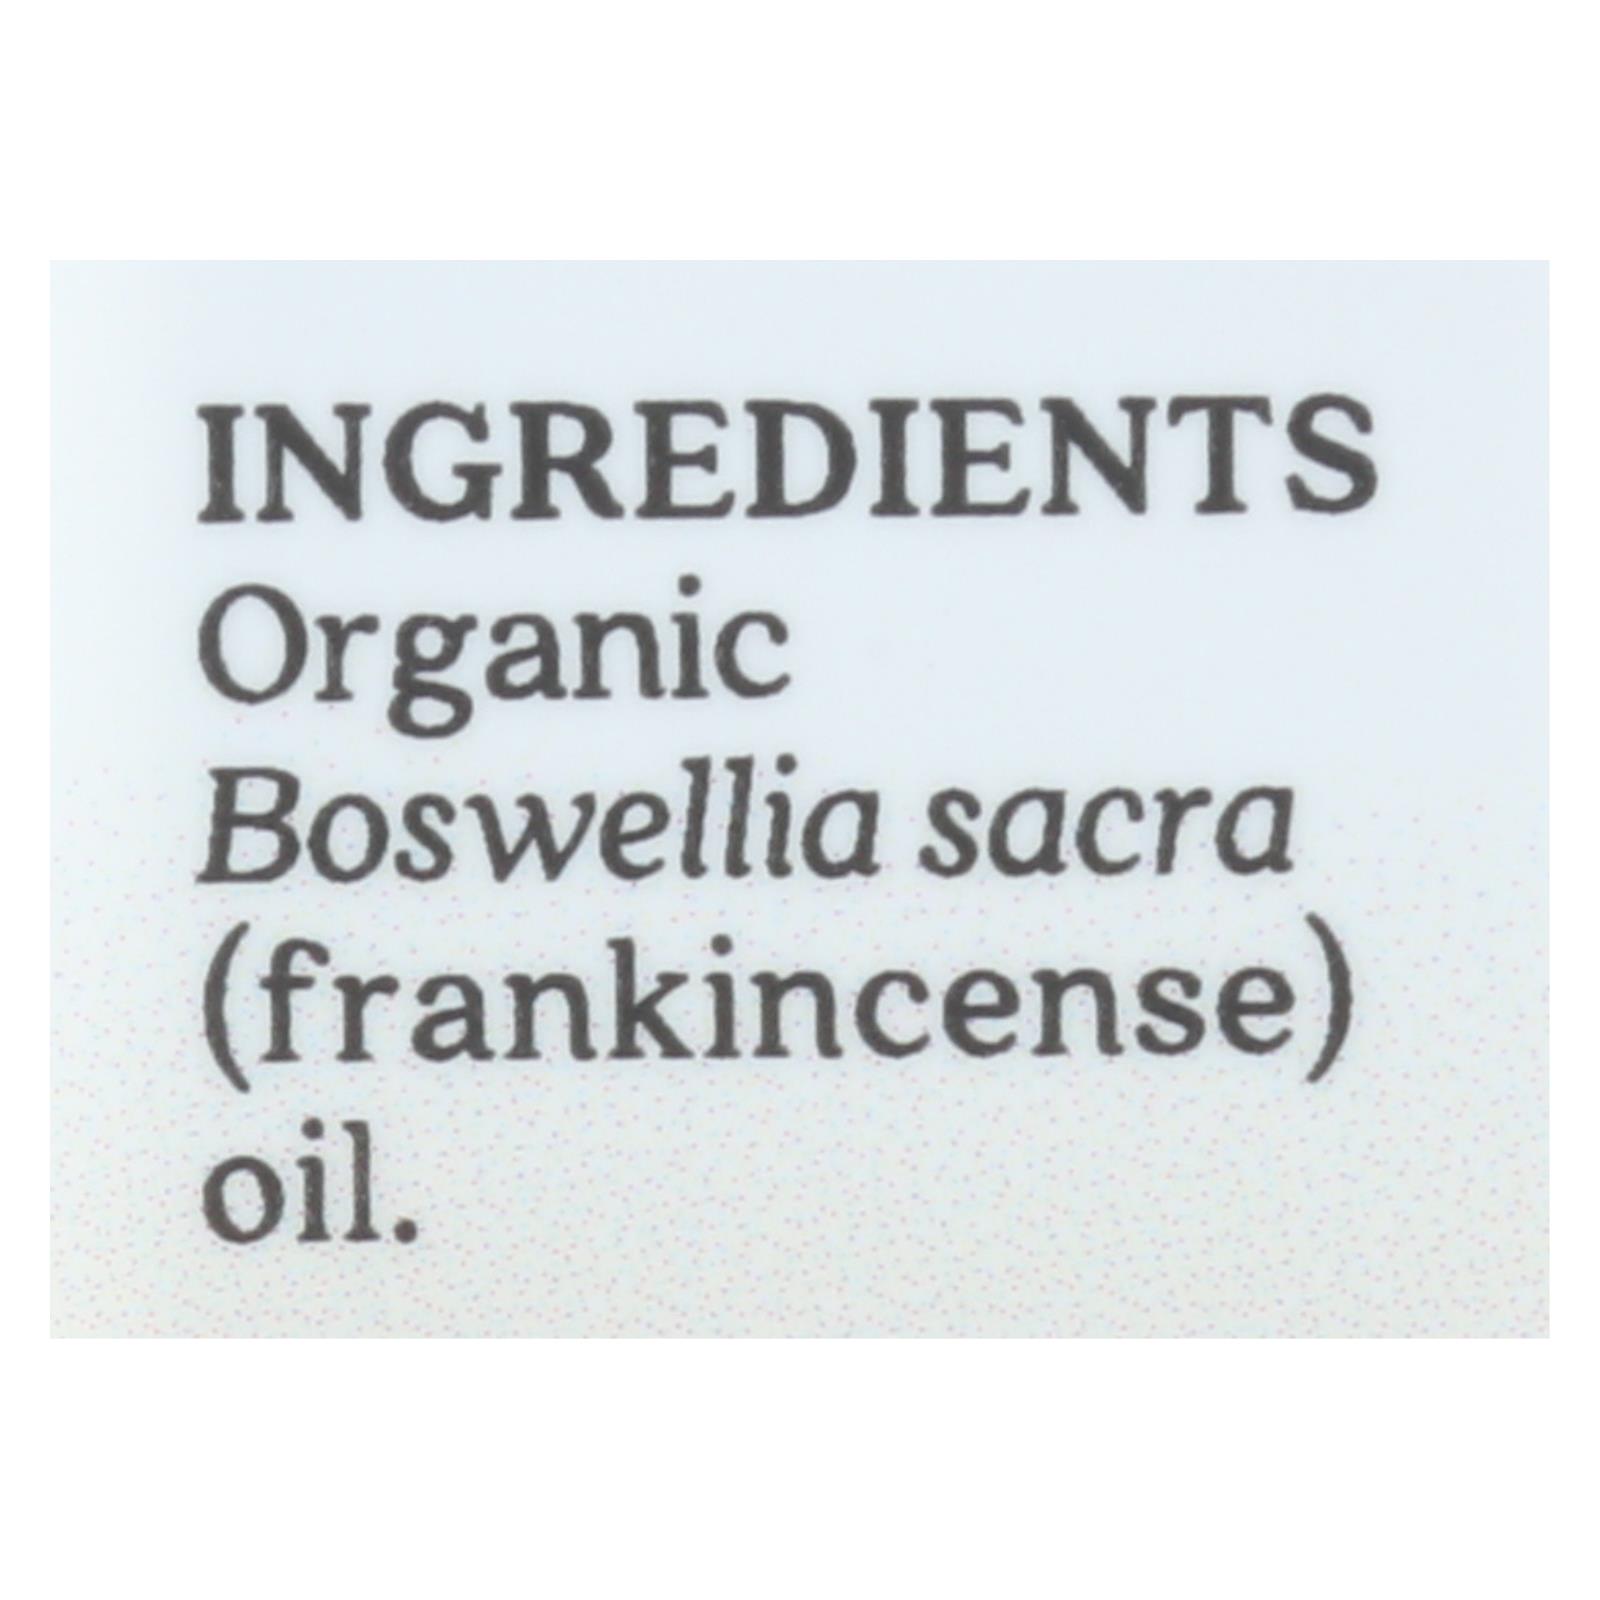 INGREDIENTS
Organic
Boswellia sacra
(frankincense)
oil.